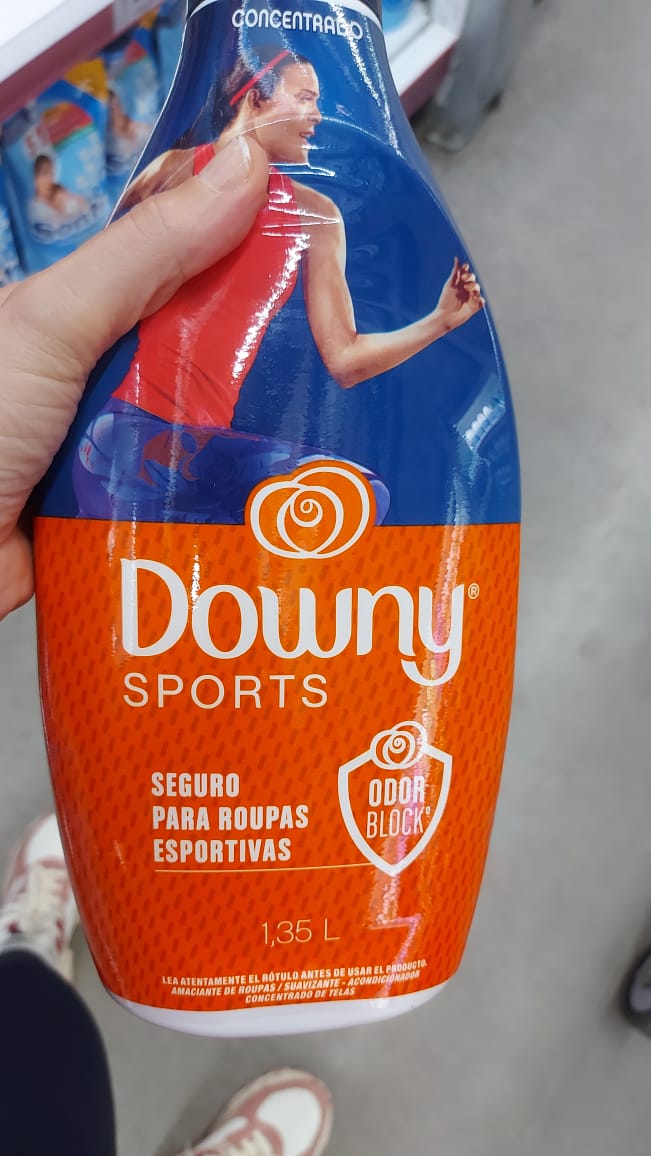 CONCENTRADO
Downy®
SPORTS
SEGURO
PARA ROUPAS
ESPORTIVAS
ODOR
BLOCK
1,35 L
LEA ATENTAMENTE EL RÓTULO ANTES DE USAR EL PRODUCTO.
AMACIANTE DE ROUPAS / SUAVIZANTE - ACONDICIONADOR
CONCENTRADO DE TELAS